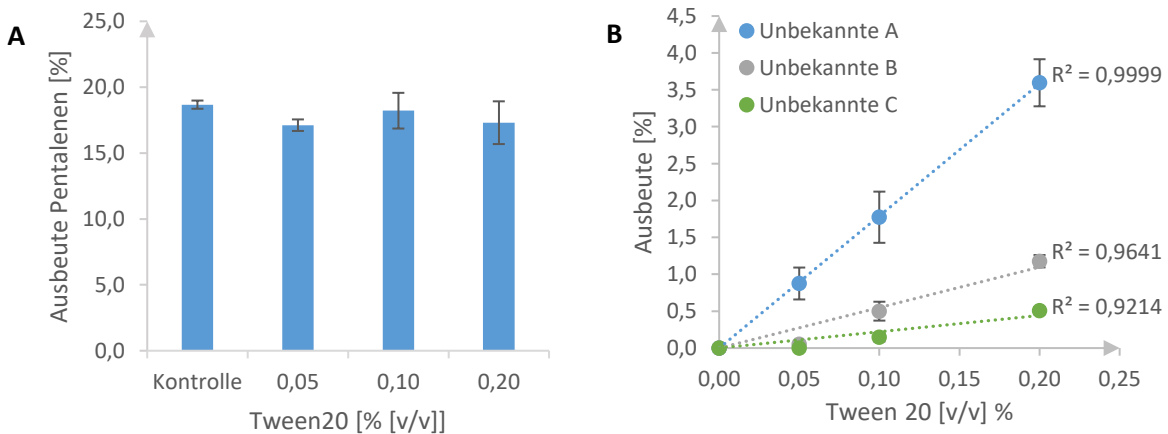 A
Ausbeute Pentalenen [%]
25,0
20,0
15,0
10,0
5,0
0,0
Kontrolle
0,05
0,10
0,20
Tween20 [% [v/v]]
B
Ausbeute [%]
4,5
4,0
3,5
3,0
2,5
2,0
1,5
1,0
0,5
0,0
Unbekannte A
Unbekannte B
Unbekannte C
R² = 0,9999
R² = 0,9641
R² = 0,9214
0,00
0,05
0,10
0,15
0,20
0,25
Tween 20 [v/v] %